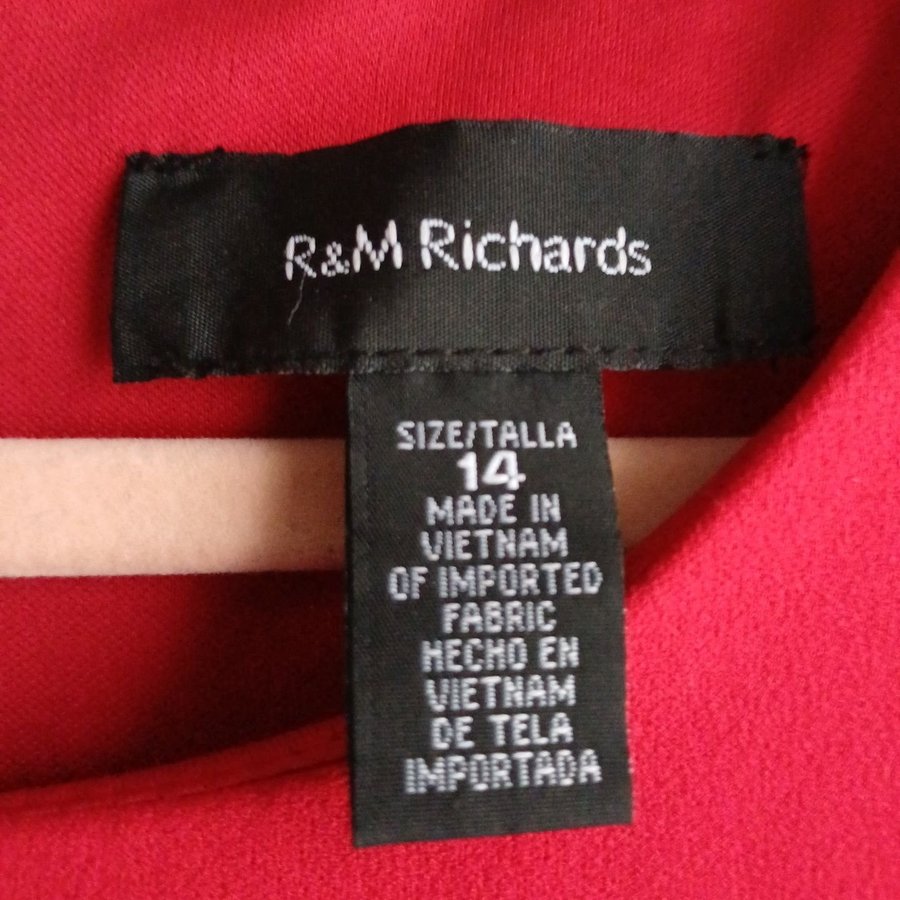 R&M Richards
SIZE/TALLA
14
MADE IN
VIETNAM
OF IMPORTED
FABRIC
HECHO EN
VIETNAM
DE TELA
IMPORTADA